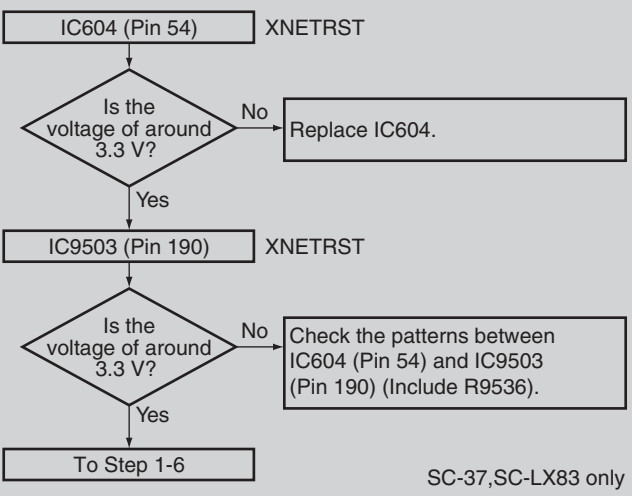 IC604 (Pin 54) XNETRST
Is the
voltage of around
3.3 V?
No
Replace IC604.
Yes
IC9503 (Pin 190) XNETRST
Is the
voltage of around
3.3 V?
No
Check the patterns between
IC604 (Pin 54) and IC9503
(Pin 190) (Include R9536).
Yes
To Step 1-6
SC-37,SC-LX83 only